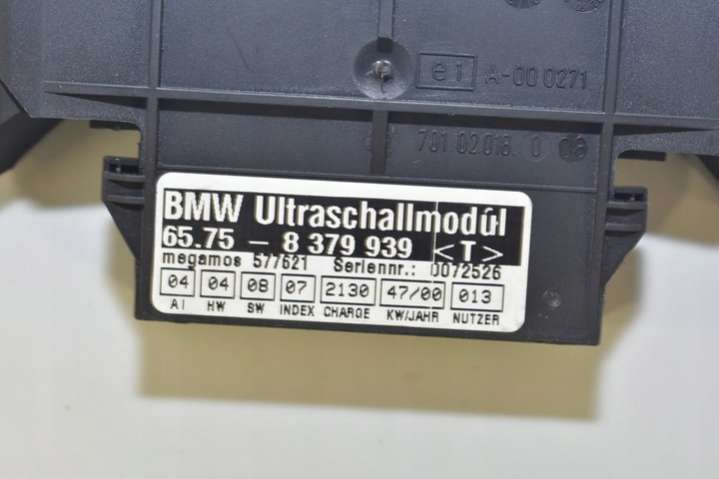 e1 A-00 0271
701 02 018. 0
BMW Ultraschallmodúl
65.75 - 8 379 939 <T>
megamos 577621 Seriennr.: 0072526
04 04 08 07 2130 47/00 013
AI HW SW INDEX CHARGE KW/JAHR NUTZER